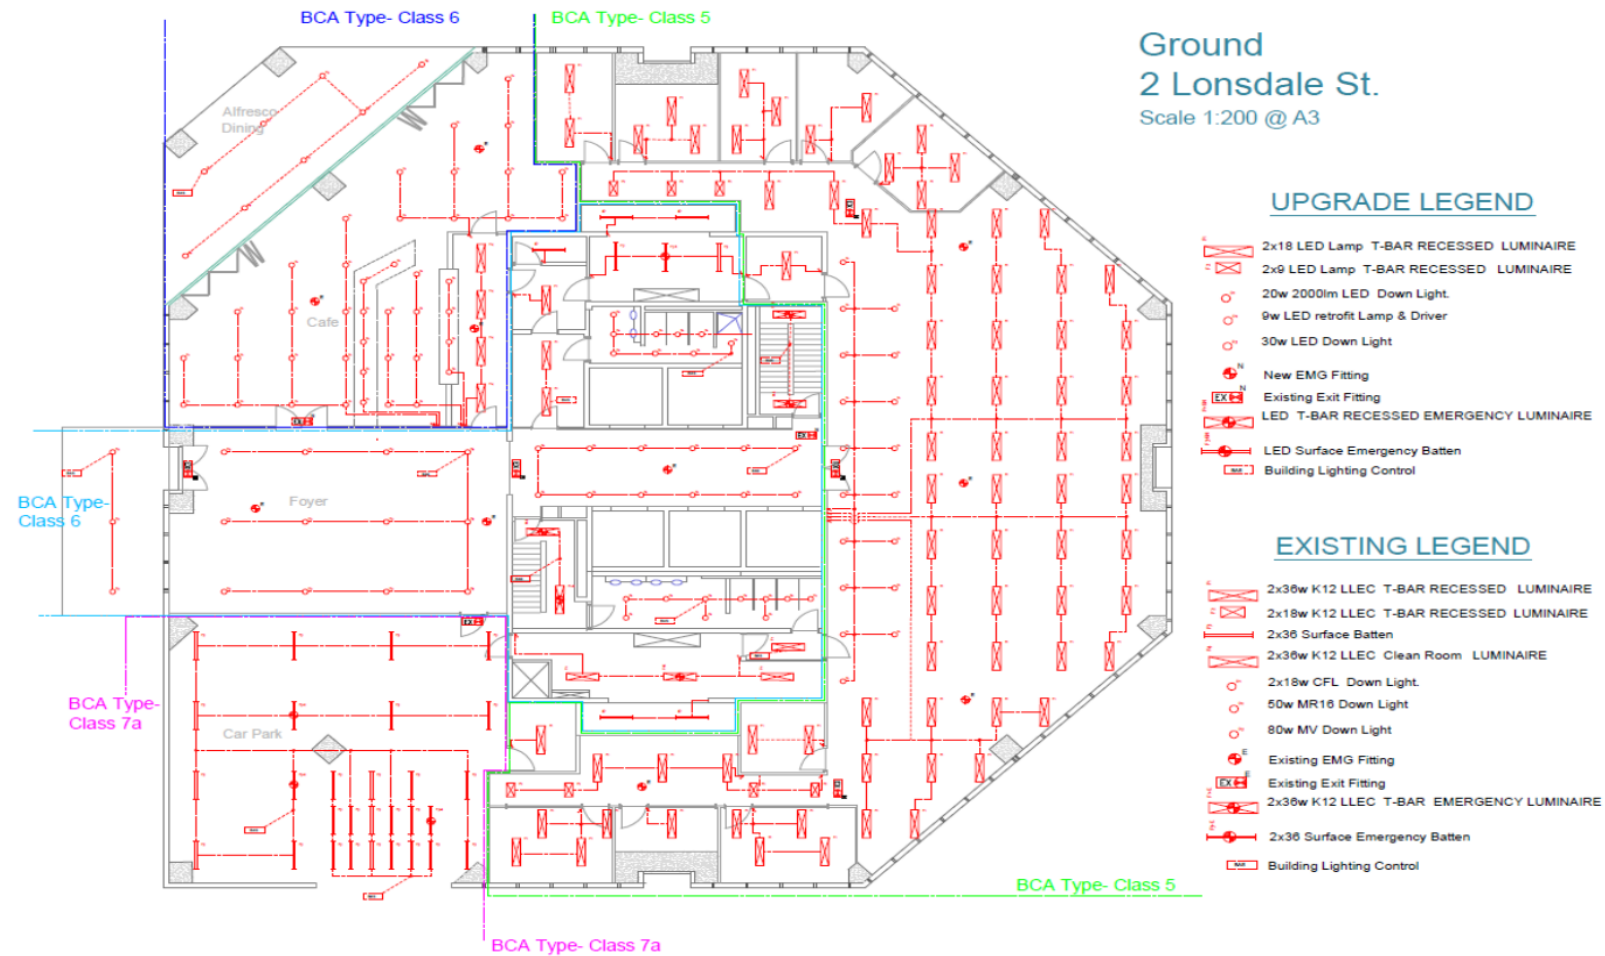 BCA Type- Class 6
BCA Type- Class 5
Ground
2 Lonsdale St.
Scale 1:200 @ A3
Alfresco
Dining
Cafe
UPGRADE LEGEND
2x18 LED Lamp T-BAR RECESSED LUMINAIRE
2x9 LED Lamp T-BAR RECESSED LUMINAIRE
20w 2000lm LED Down Light.
9w LED retrofit Lamp & Driver
30w LED Down Light
N
New EMG Fitting
N
EX
Existing Exit Fitting
LED T-BAR RECESSED EMERGENCY LUMINAIRE
LED Surface Emergency Batten
Building Lighting Control
BCA Type-
Class 6
Foyer
EXISTING LEGEND
2x36w K12 LLEC T-BAR RECESSED LUMINAIRE
2x18w K12 LLEC T-BAR RECESSED LUMINAIRE
2x36 Surface Batten
2x36w K12 LLEC Clean Room LUMINAIRE
2x18w CFL Down Light.
50w MR16 Down Light
80w MV Down Light
E
Existing EMG Fitting
E
EX
Existing Exit Fitting
2x36w K12 LLEC T-BAR EMERGENCY LUMINAIRE
2x36 Surface Emergency Batten
Building Lighting Control
BCA Type-
Class 7a
Car Park
BCA Type- Class 5
BCA Type- Class 7a